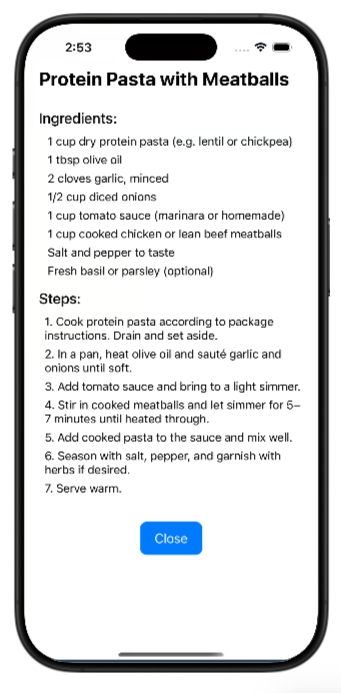 2:53
Protein Pasta with Meatballs
Ingredients:
1 cup dry protein pasta (e.g. lentil or chickpea)
1 tbsp olive oil
2 cloves garlic, minced
1/2 cup diced onions
1 cup tomato sauce (marinara or homemade)
1 cup cooked chicken or lean beef meatballs
Salt and pepper to taste
Fresh basil or parsley (optional)
Steps:
1. Cook protein pasta according to package
instructions. Drain and set aside.
2. In a pan, heat olive oil and sauté garlic and
onions until soft.
3. Add tomato sauce and bring to a light simmer.
4. Stir in cooked meatballs and let simmer for 5–
7 minutes until heated through.
5. Add cooked pasta to the sauce and mix well.
6. Season with salt, pepper, and garnish with
herbs if desired.
7. Serve warm.
Close